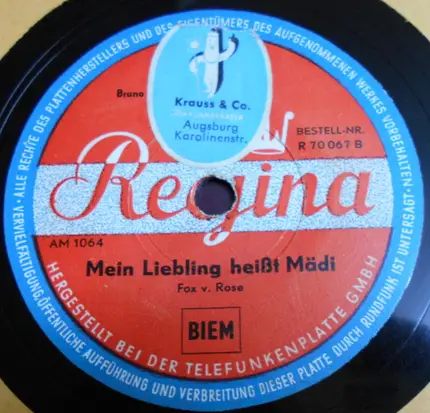 Bruno
Krauss & Co.
Augsburg
Karolinenstr.
BESTELL-NR.
R 70 067 B
Regina
AM 1064
Mein Liebling heißt Mädi
Fox v. Rose
BIEM
HERGESTELLT BEI DER TELEFUNKENPLATTE GMBH
ALLE RECHTE DES PLATTENHERSTELLERS UND DES EIGENTÜMERS DES AUFGENOMMENEN WERKES VORBEHALTEN
VERVIELFÄLTIGUNG, ÖFFENTLICHE AUFFÜHRUNG UND VERBREITUNG DIESER PLATTE DURCH RUNDFUNK IST UNTERSAGT